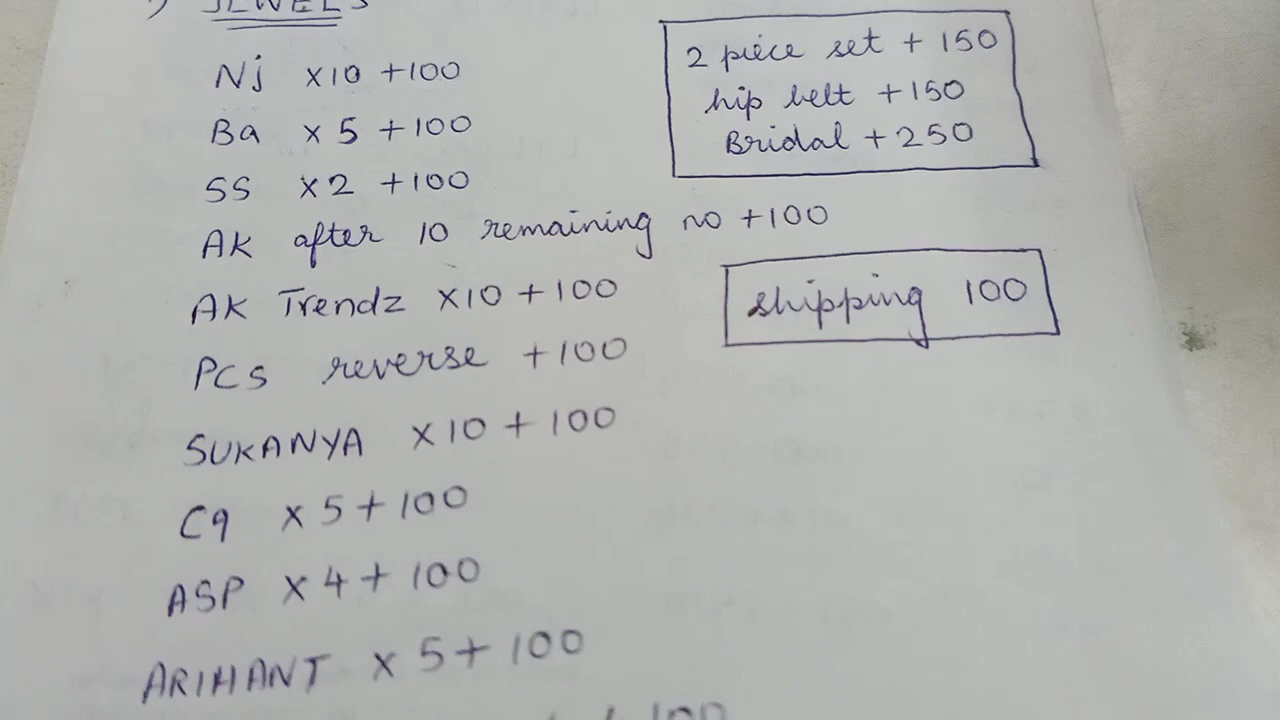 JEWELS
Nj x10 +100
Ba x 5 +100
SS x2 +100
AK after 10 remaining no +100
AK Trendz x10 +100
PCS reverse +100
SUKANYA x10 +100
C9 x 5+100
ASP x 4+100
ARIHANT x 5+100
+100
2 piece set + 150
hip belt +150
Bridal +250
shipping 100